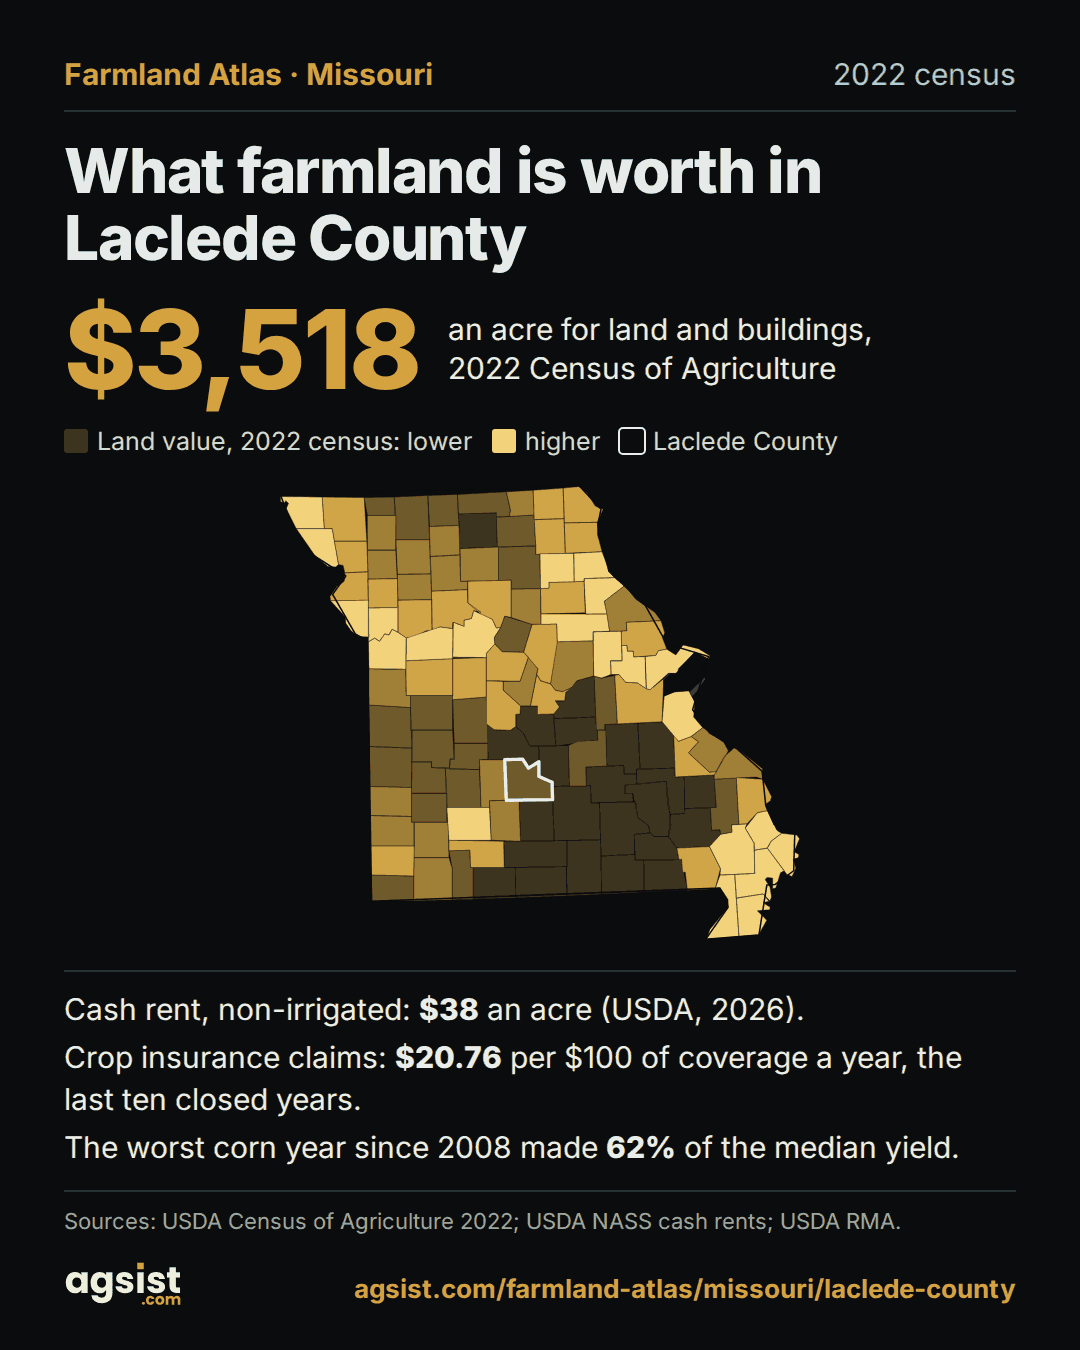 Farmland Atlas · Missouri
2022 census
What farmland is worth in
Laclede County
$3,518
an acre for land and buildings,
2022 Census of Agriculture
Land value, 2022 census: lower
higher
Laclede County
Cash rent, non-irrigated: $38 an acre (USDA, 2026).
Crop insurance claims: $20.76 per $100 of coverage a year, the
last ten closed years.
The worst corn year since 2008 made 62% of the median yield.
Sources: USDA Census of Agriculture 2022; USDA NASS cash rents; USDA RMA.
agsist
.com
agsist.com/farmland-atlas/missouri/laclede-county